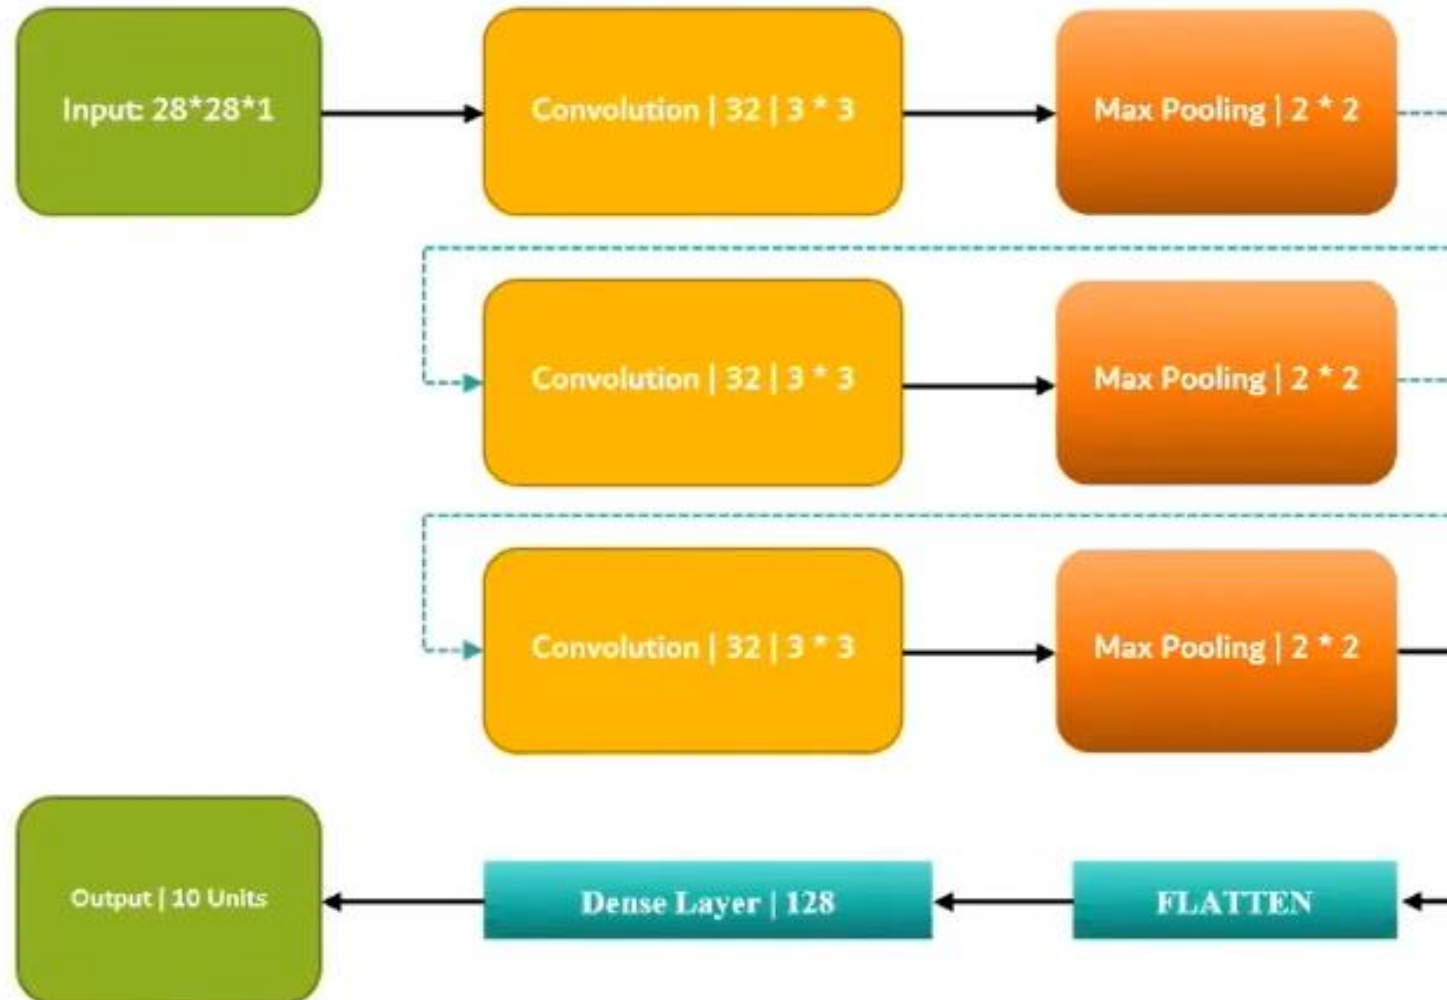 Input: 28*28*1
Convolution | 32 | 3 * 3
Max Pooling | 2 * 2
Convolution | 32 | 3 * 3
Max Pooling | 2 * 2
Convolution | 32 | 3 * 3
Max Pooling | 2 * 2
Output | 10 Units
Dense Layer | 128
FLATTEN